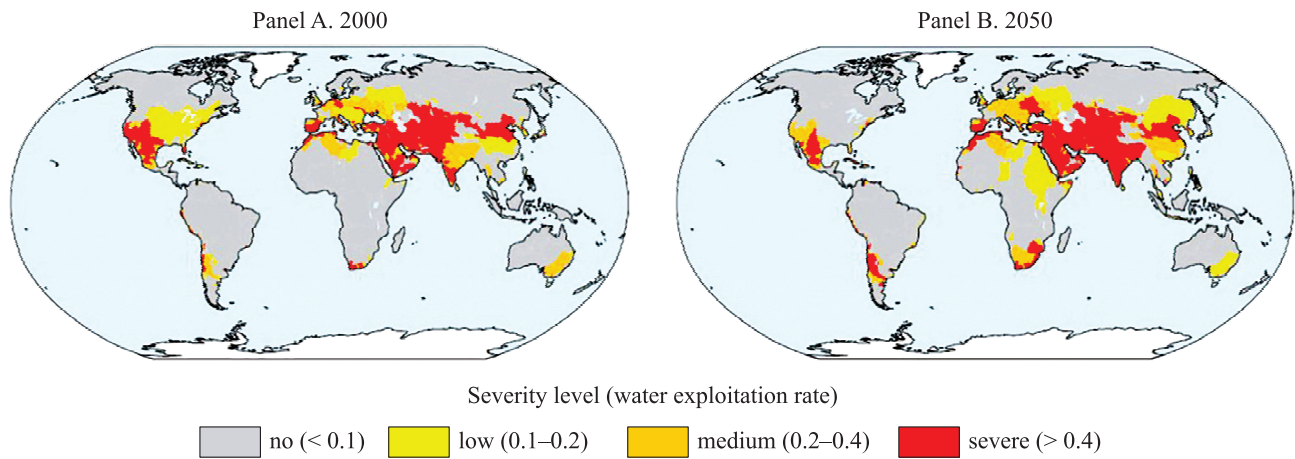 Panel A. 2000
Panel B. 2050
Severity level (water exploitation rate)
no (< 0.1)
low (0.1–0.2)
medium (0.2–0.4)
severe (> 0.4)